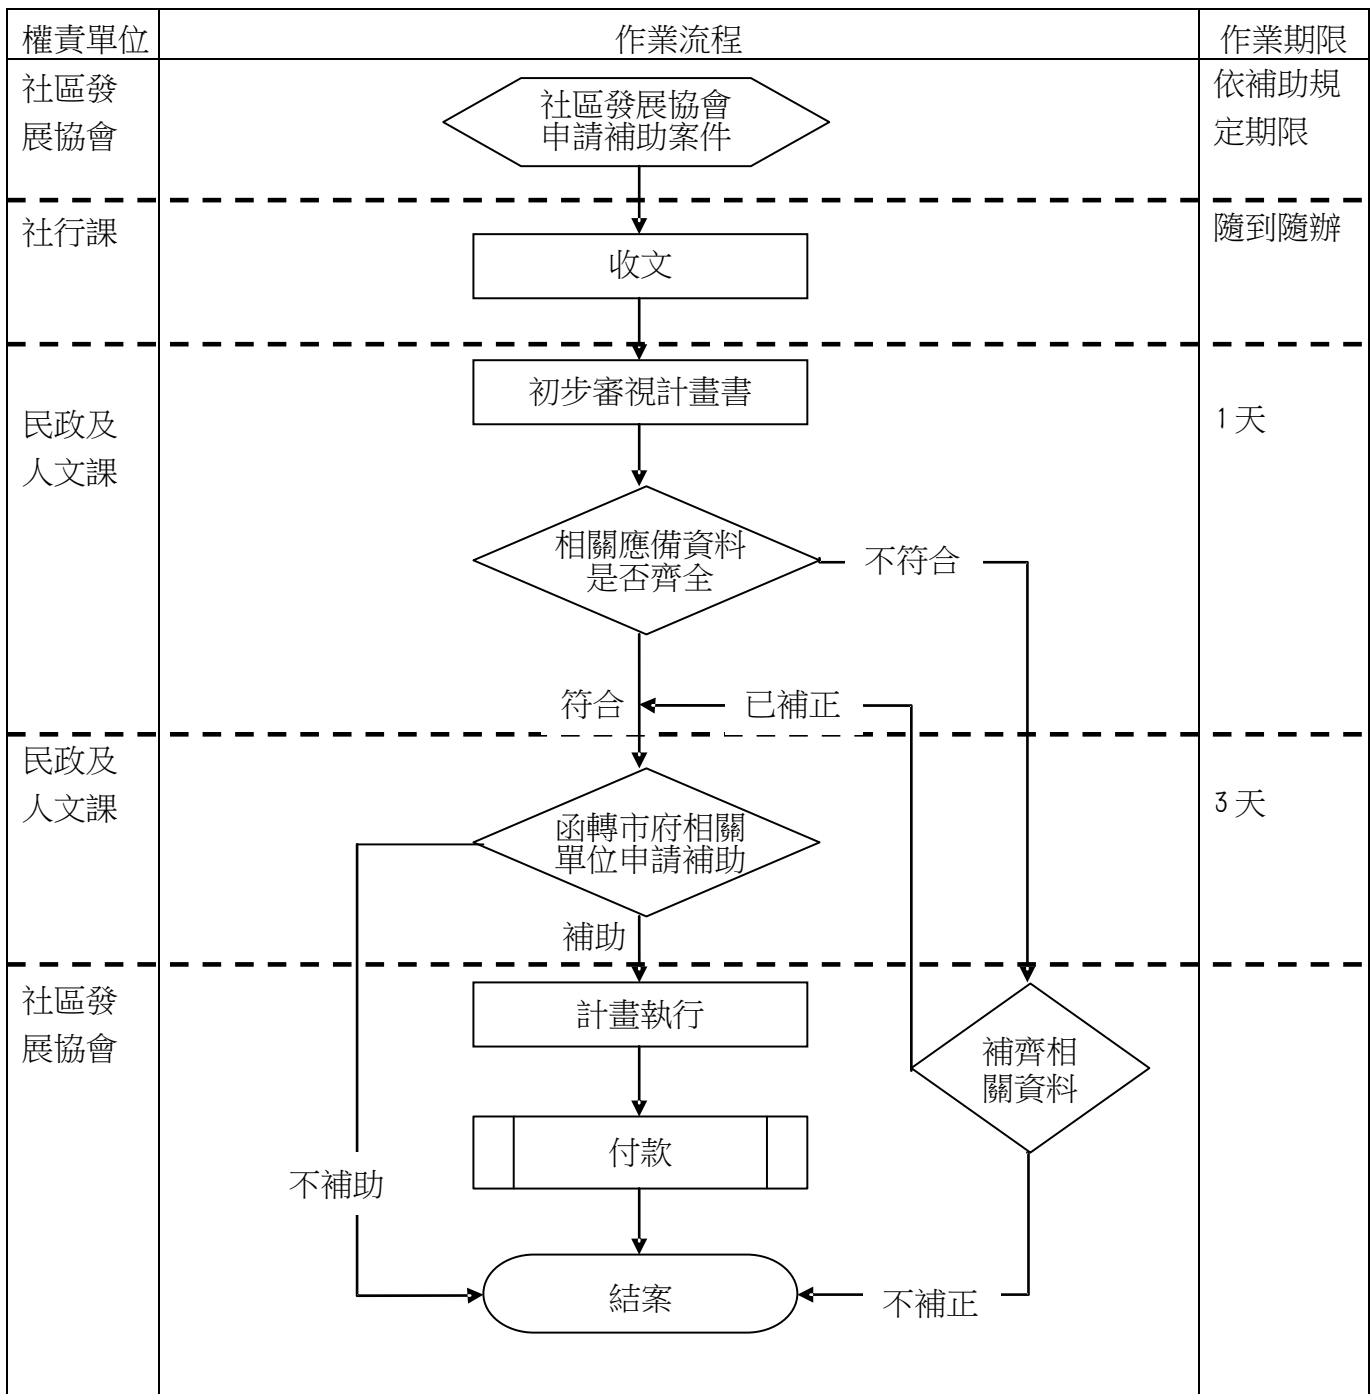 權責單位
作業流程
作業期限
社區發
展協會
社區發展協會
申請補助案件
依補助規
定期限
社行課
收文
隨到隨辦
初步審視計畫書
民政及
人文課
1天
相關應備資料
是否齊全
不符合
符合
已補正
民政及
人文課
函轉市府相關
單位申請補助
3天
補助
社區發
展協會
計畫執行
補齊相
關資料
付款
不補助
結案
不補正